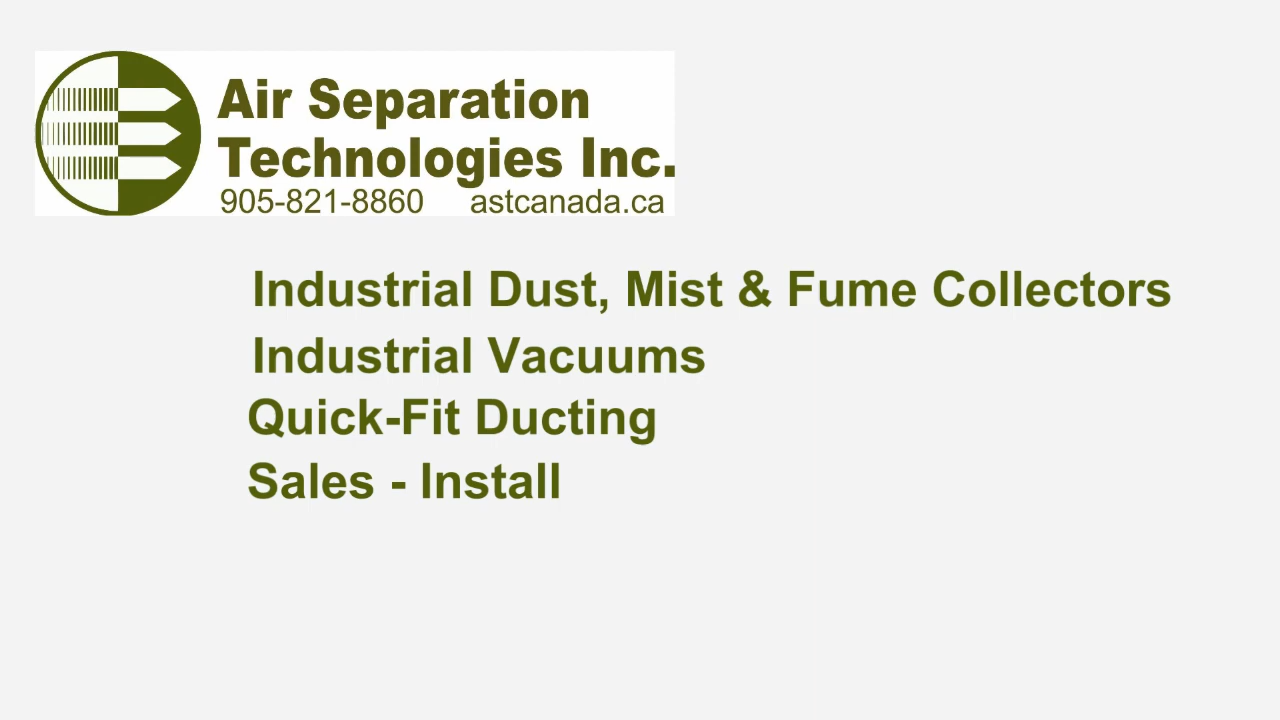 Air Separation
Technologies Inc.
905-821-8860 astcanada.ca
Industrial Dust, Mist & Fume Collectors
Industrial Vacuums
Quick-Fit Ducting
Sales - Install